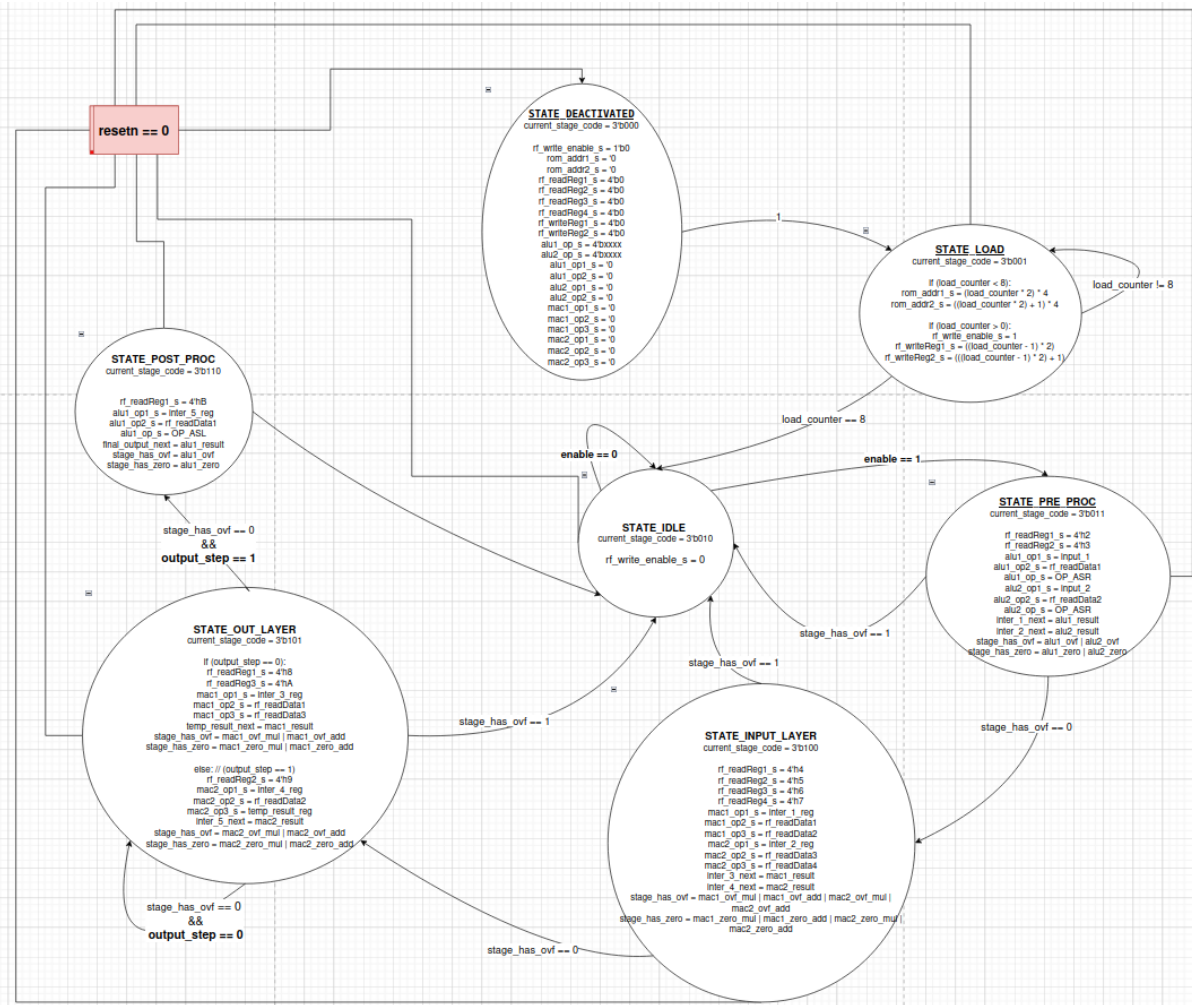 resetn == 0
STATE_DEACTIVATED
current_stage_code = 3'b000
rf_write_enable_s = 1'b0
rom_addr1_s = '0
rom_addr2_s = '0
rf_readReg1_s = 4'b0
rf_readReg2_s = 4'b0
rf_readReg3_s = 4'b0
rf_readReg4_s = 4'b0
rf_writeReg1_s = 4'b0
rf_writeReg2_s = 4'b0
alu1_op_s = 4'bxxxx
alu2_op_s = 4'bxxxx
alu1_op1_s = '0
alu1_op2_s = '0
alu2_op1_s = '0
alu2_op2_s = '0
mac1_op1_s = '0
mac1_op2_s = '0
mac1_op3_s = '0
mac2_op1_s = '0
mac2_op2_s = '0
mac2_op3_s = '0
1
STATE_LOAD
current_stage_code = 3'b001
if (load_counter < 8):
rom_addr1_s = (load_counter * 2) * 4
rom_addr2_s = ((load_counter * 2) + 1) * 4
if (load_counter > 0):
rf_write_enable_s = 1
rf_writeReg1_s = ((load_counter - 1) * 2)
rf_writeReg2_s = (((load_counter - 1) * 2) + 1)
load_counter != 8
load_counter == 8
STATE_POST_PROC
current_stage_code = 3'b110
rf_readReg1_s = 4'hB
alu1_op1_s = inter_5_reg
alu1_op2_s = rf_readData1
alu1_op_s = OP_ASL
final_output_next = alu1_result
stage_has_ovf = alu1_ovf
stage_has_zero = alu1_zero
enable == 0
enable == 1
STATE_IDLE
current_stage_code = 3'b010
rf_write_enable_s = 0
STATE_PRE_PROC
current_stage_code = 3'b011
rf_readReg1_s = 4'h2
rf_readReg2_s = 4'h3
alu1_op1_s = input_1
alu1_op2_s = rf_readData1
alu1_op_s = OP_ASR
alu2_op1_s = input_2
alu2_op2_s = rf_readData2
alu2_op_s = OP_ASR
inter_1_next = alu1_result
inter_2_next = alu2_result
stage_has_ovf = alu1_ovf | alu2_ovf
stage_has_zero = alu1_zero | alu2_zero
stage_has_ovf == 0
&&
output_step == 1
stage_has_ovf == 1
stage_has_ovf == 1
stage_has_ovf == 1
stage_has_ovf == 0
STATE_OUT_LAYER
current_stage_code = 3'b101
if (output_step == 0):
rf_readReg1_s = 4'h8
rf_readReg3_s = 4'hA
mac1_op1_s = inter_3_reg
mac1_op2_s = rf_readData1
mac1_op3_s = rf_readData3
temp_result_next = mac1_result
stage_has_ovf = mac1_ovf_mul | mac1_ovf_add
stage_has_zero = mac1_zero_mul | mac1_zero_add
else: // (output_step == 1)
rf_readReg2_s = 4'h9
mac2_op1_s = inter_4_reg
mac2_op2_s = rf_readData2
mac2_op3_s = temp_result_reg
inter_5_next = mac2_result
stage_has_ovf = mac2_ovf_mul | mac2_ovf_add
stage_has_zero = mac2_zero_mul | mac2_zero_add
STATE_INPUT_LAYER
current_stage_code = 3'b100
rf_readReg1_s = 4'h4
rf_readReg2_s = 4'h5
rf_readReg3_s = 4'h6
rf_readReg4_s = 4'h7
mac1_op1_s = inter_1_reg
mac1_op2_s = rf_readData1
mac1_op3_s = rf_readData2
mac2_op1_s = inter_2_reg
mac2_op2_s = rf_readData3
mac2_op3_s = rf_readData4
inter_3_next = mac1_result
inter_4_next = mac2_result
stage_has_ovf = mac1_ovf_mul | mac1_ovf_add | mac2_ovf_mul |
mac2_ovf_add
stage_has_zero = mac1_zero_mul | mac1_zero_add | mac2_zero_mul |
mac2_zero_add
stage_has_ovf == 0
&&
output_step == 0
stage_has_ovf == 0